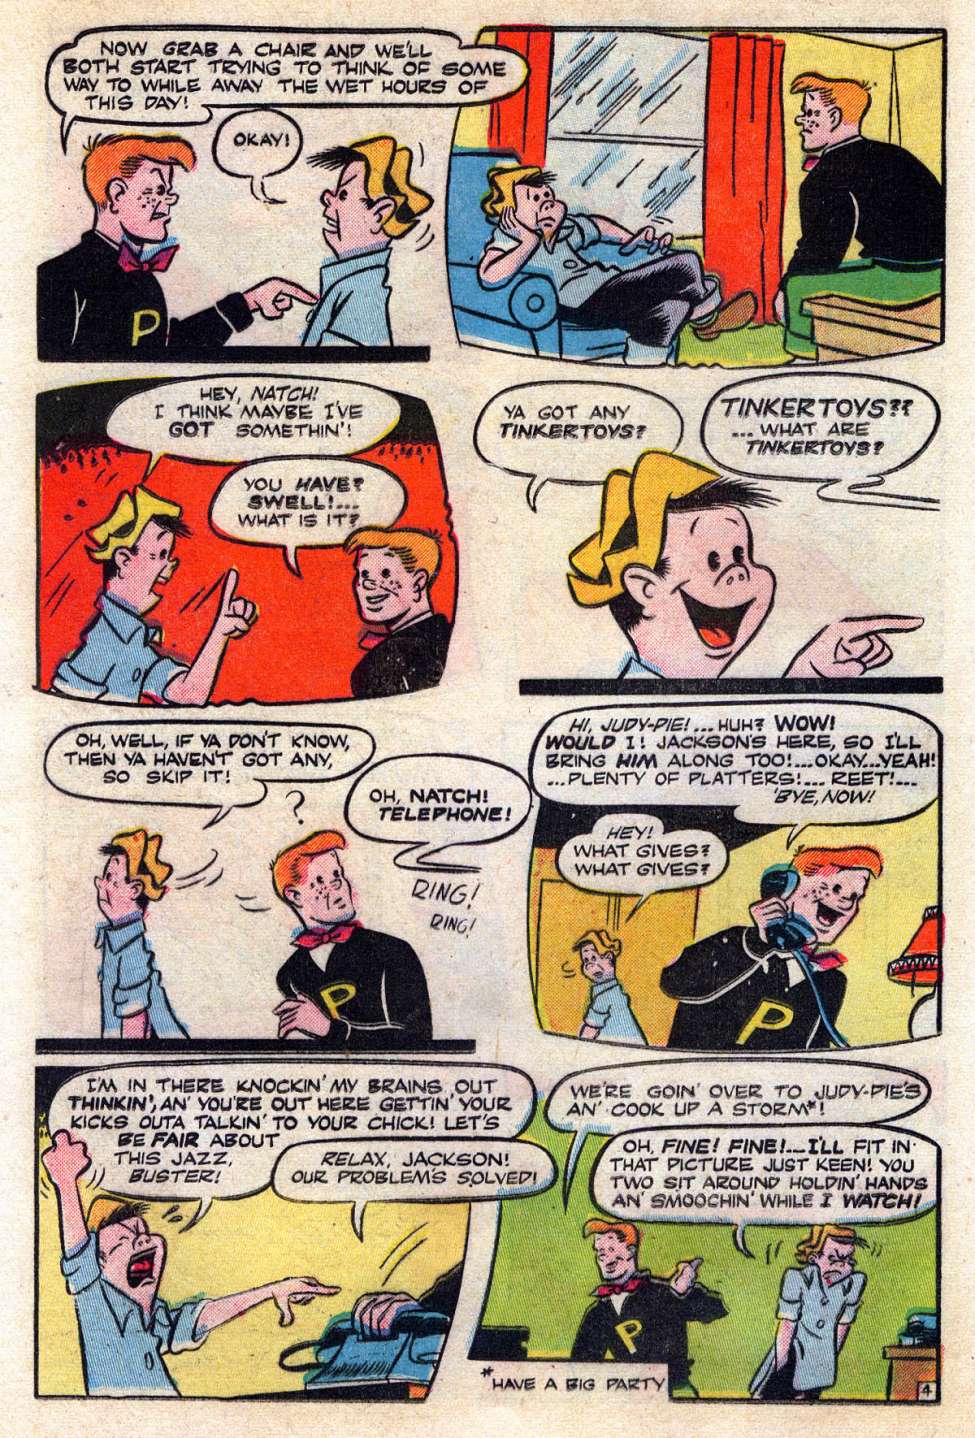 NOW GRAB A CHAIR AND WE'LL
BOTH START TRYING TO THINK OF SOME
WAY TO WHILE AWAY THE WET HOURS OF
THIS DAY!
OKAY!
P
HEY, NATCH!
I THINK MAYBE I'VE
GOT SOMETHIN'!
YOU HAVE?
SWELL!...
WHAT IS IT?
YA GOT ANY
TINKERTOYS?
TINKERTOYS??
...WHAT ARE
TINKERTOYS?
OH, WELL, IF YA DON'T KNOW,
THEN YA HAVEN'T GOT ANY,
SO SKIP IT!
?
OH, NATCH!
TELEPHONE!
RING!
RING!
P
HI, JUDY-PIE!...HUH? WOW!
WOULD I! JACKSON'S HERE, SO I'LL
BRING HIM ALONG TOO!...OKAY...YEAH!
...PLENTY OF PLATTERS!... REET!...
'BYE, NOW!
HEY!
WHAT GIVES?
WHAT GIVES?
P
I'M IN THERE KNOCKIN' MY BRAINS OUT
THINKIN', AN' YOU'RE OUT HERE GETTIN' YOUR
KICKS OUTA TALKIN' TO YOUR CHICK! LET'S
BE FAIR ABOUT
THIS JAZZ,
BUSTER!
RELAX, JACKSON!
OUR PROBLEM'S SOLVED!
WE'RE GOIN' OVER TO JUDY-PIE'S
AN' COOK UP A STORM*!
OH, FINE! FINE!...I'LL FIT IN
THAT PICTURE JUST KEEN! YOU
TWO SIT AROUND HOLDIN' HANDS
AN' SMOOCHIN' WHILE I WATCH!
P
*HAVE A BIG PARTY
4